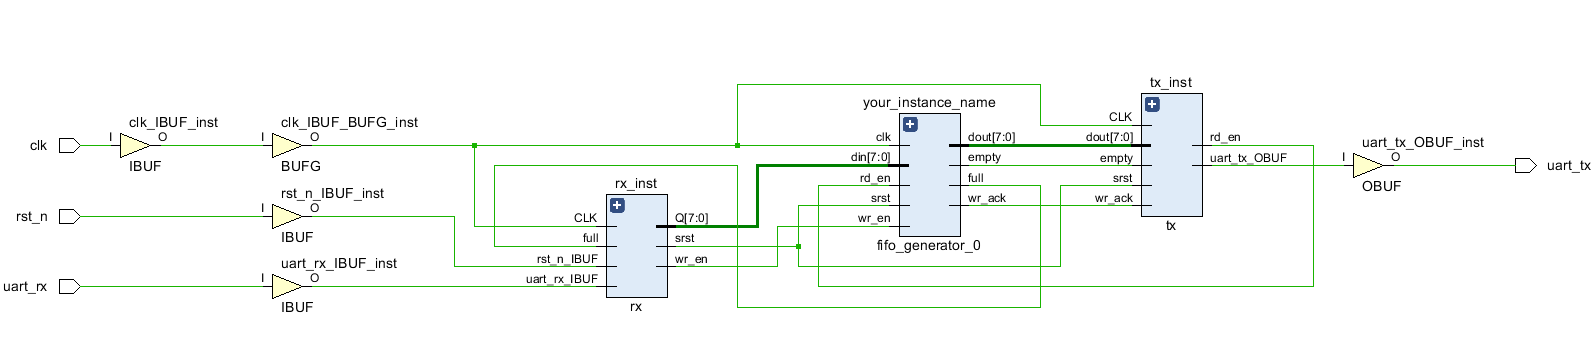 clk
I
clk_IBUF_inst
O
IBUF
I
clk_IBUF_BUFG_inst
O
BUFG
rst_n
I
rst_n_IBUF_inst
O
IBUF
uart_rx
I
uart_rx_IBUF_inst
O
IBUF
rx_inst
CLK
full
rst_n_IBUF
uart_rx_IBUF
Q[7:0]
srst
wr_en
rx
your_instance_name
clk
din[7:0]
rd_en
srst
wr_en
dout[7:0]
empty
full
wr_ack
fifo_generator_0
tx_inst
CLK
dout[7:0]
empty
srst
wr_ack
rd_en
uart_tx_OBUF
tx
I
uart_tx_OBUF_inst
O
OBUF
uart_tx